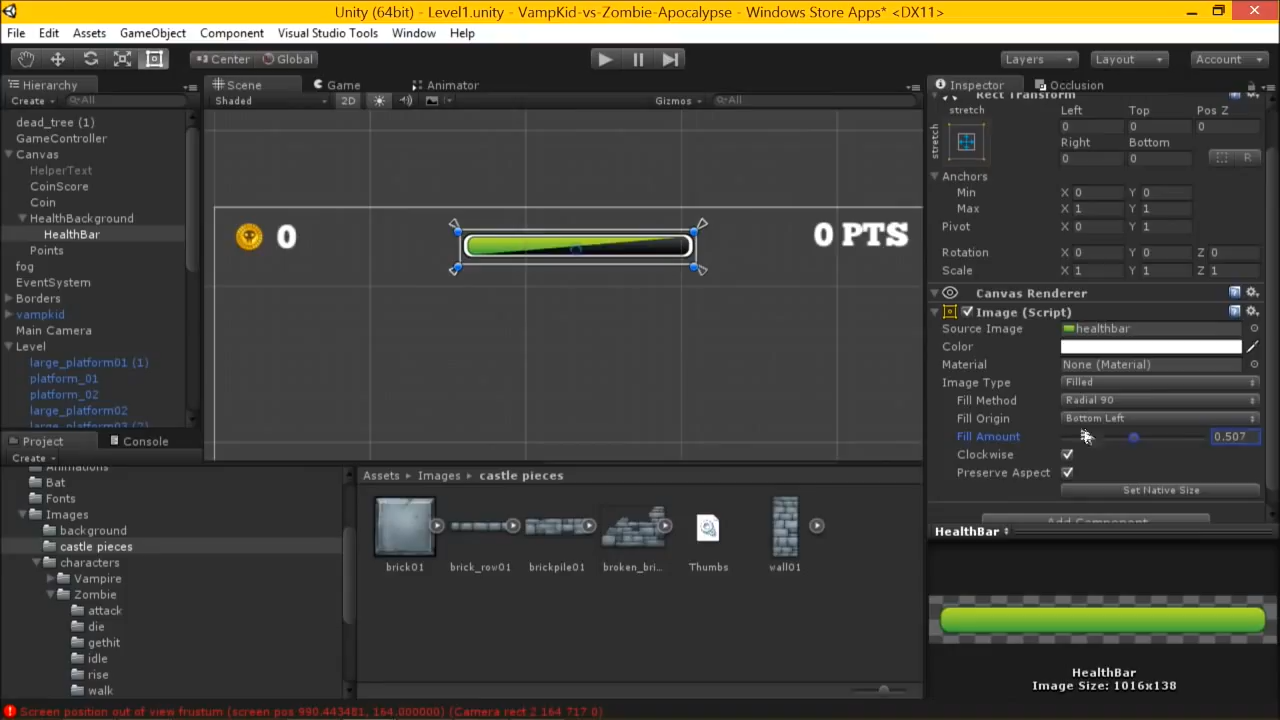 Unity (64bit) - Level1.unity - VampKid-vs-Zombie-Apocalypse - Windows Store Apps* <DX11>
File Edit Assets GameObject Component Visual Studio Tools Window Help
Center Global Layers Layout Account
Hierarchy
Create All
dead_tree (1)
GameController
Canvas
HelperText
CoinScore
Coin
HealthBackground
HealthBar
Points
fog
EventSystem
Borders
vampkid
Main Camera
Level
large_platform01 (1)
platform_01
platform_02
large_platform02
large_platform03 (2)
Scene Game Animator
Shaded 2D Gizmos All
0
0 PTS
Inspector Occlusion
Rect Transform
stretch Left Top Pos Z
stretch
0 0 0
Right Bottom
0 0 R
Anchors
Min X 0 Y 0
Max X 1 Y 1
Pivot X 0 Y 1
Rotation X 0 Y 0 Z 0
Scale X 1 Y 1 Z 1
Canvas Renderer
Image (Script)
Source Image healthbar
Color
Material None (Material)
Image Type Filled
Fill Method Radial 90
Fill Origin Bottom Left
Fill Amount 0.507
Clockwise
Preserve Aspect
Set Native Size
Add Component
HealthBar
HealthBar
Image Size: 1016x138
Project Console
Create
Animations
Bat
Fonts
Images
background
castle pieces
characters
Vampire
Zombie
attack
die
gethit
idle
rise
walk
Assets Images castle pieces
brick01 brick_row01 brickpile01 broken_bri... Thumbs wall01
Screen position out of view frustum (screen pos 990.443481, 164.000000) (Camera rect 2 164 717 0)